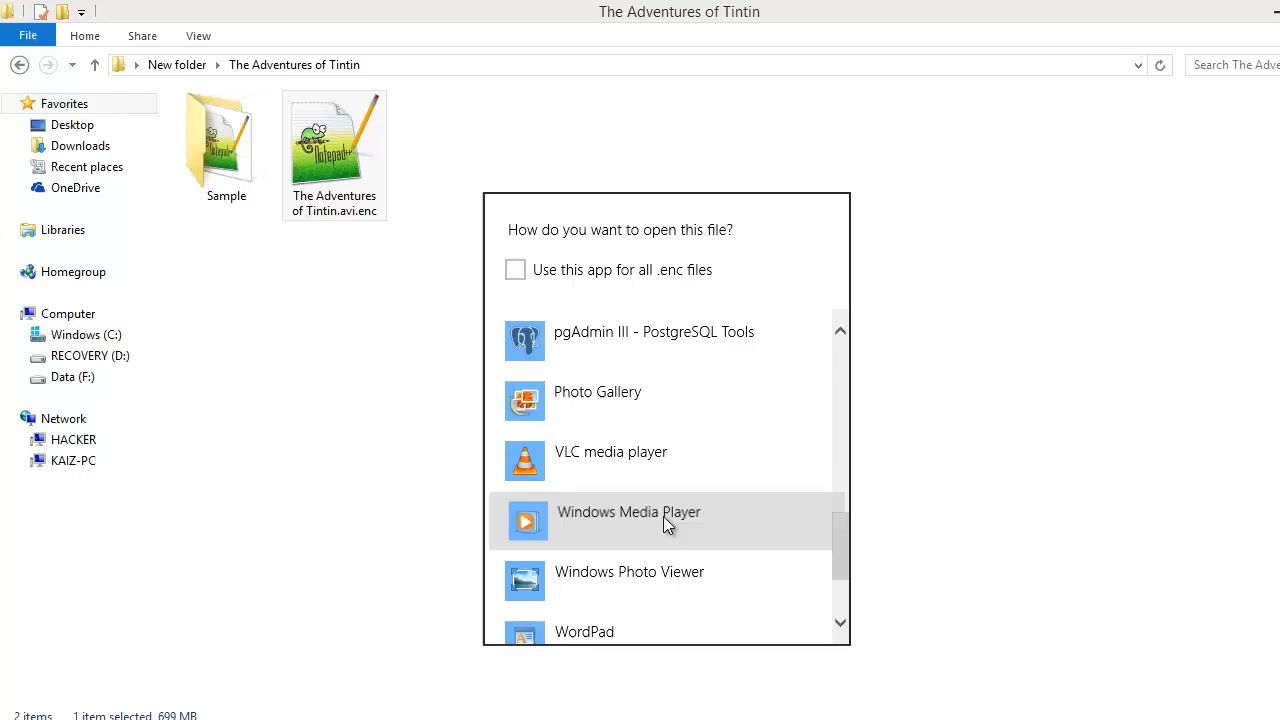 The Adventures of Tintin
File Home Share View
New folder The Adventures of Tintin Search The Adve
Favorites
Desktop
Downloads
Recent places
OneDrive
Libraries
Homegroup
Computer
Windows (C:)
RECOVERY (D:)
Data (F:)
Network
HACKER
KAIZ-PC
Sample
Notepad++
The Adventures
of Tintin.avi.enc
How do you want to open this file?
Use this app for all .enc files
pgAdmin III - PostgreSQL Tools
Photo Gallery
VLC media player
Windows Media Player
Windows Photo Viewer
WordPad
2 items 1 item selected 699 MB